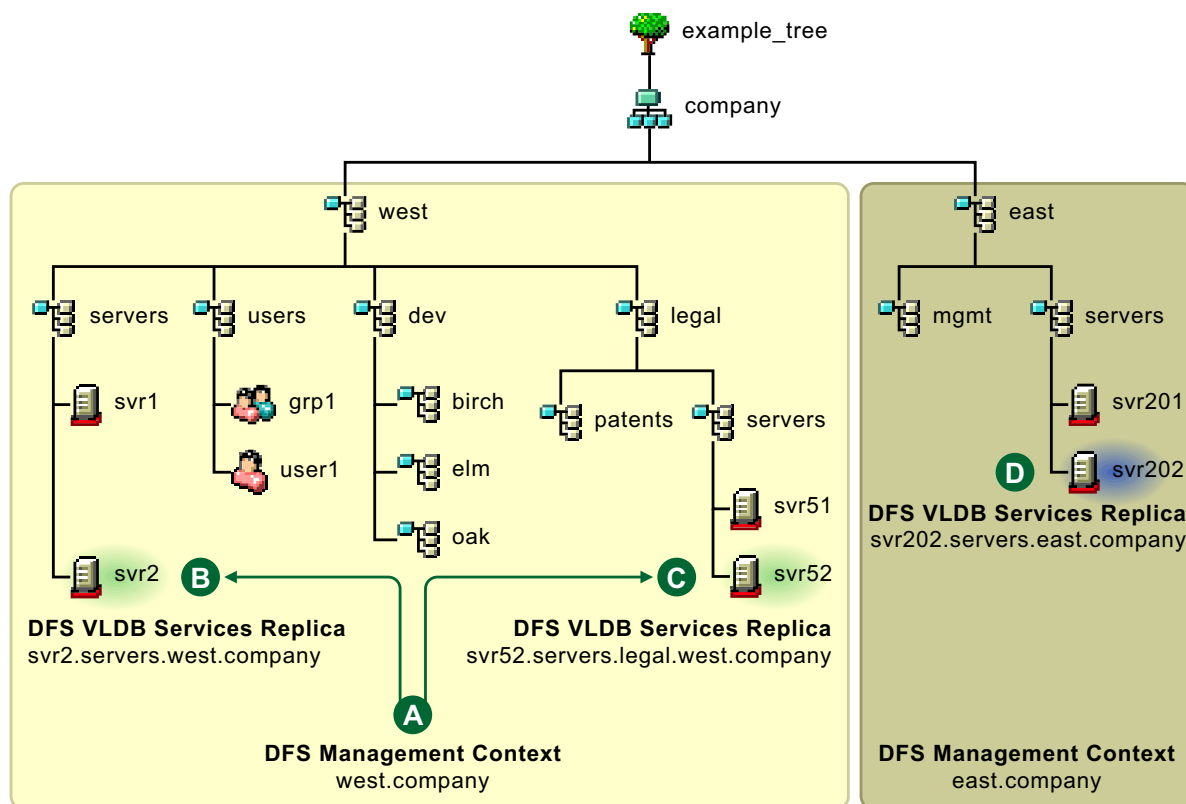 example_tree
company
west
east
servers
users
dev
legal
mgmt
servers
svr1
grp1
birch
patents
servers
svr201
user1
elm
D
svr202
svr51
oak
DFS VLDB Services Replica
svr202.servers.east.company
svr2
B
C
svr52
DFS VLDB Services Replica
svr2.servers.west.company
DFS VLDB Services Replica
svr52.servers.legal.west.company
A
DFS Management Context
west.company
DFS Management Context
east.company